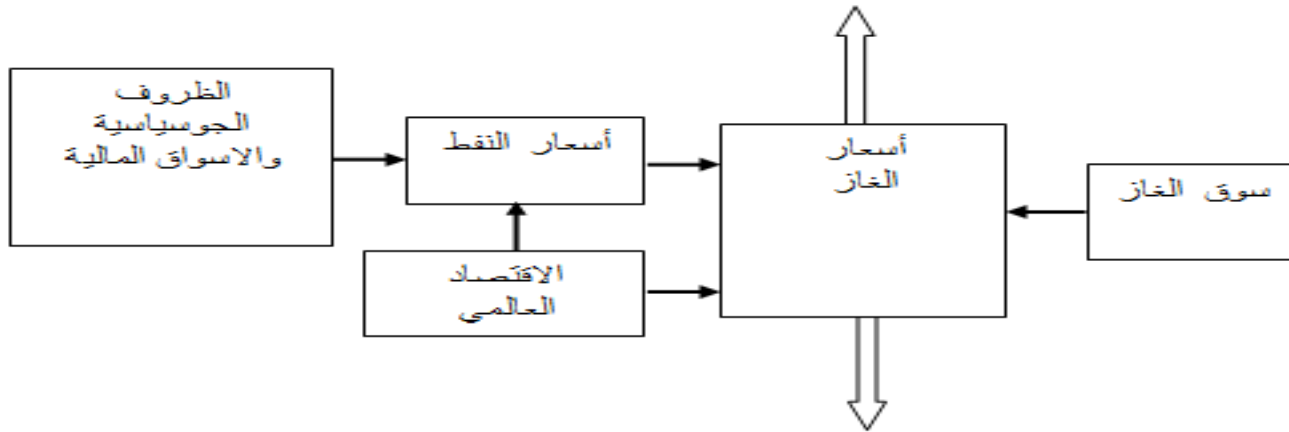 الظروف
الجوسياسية
والاسواق المالية
أسعار النفط
الاقتصاد
العالمي
أسعار
الغاز
سوق الغاز